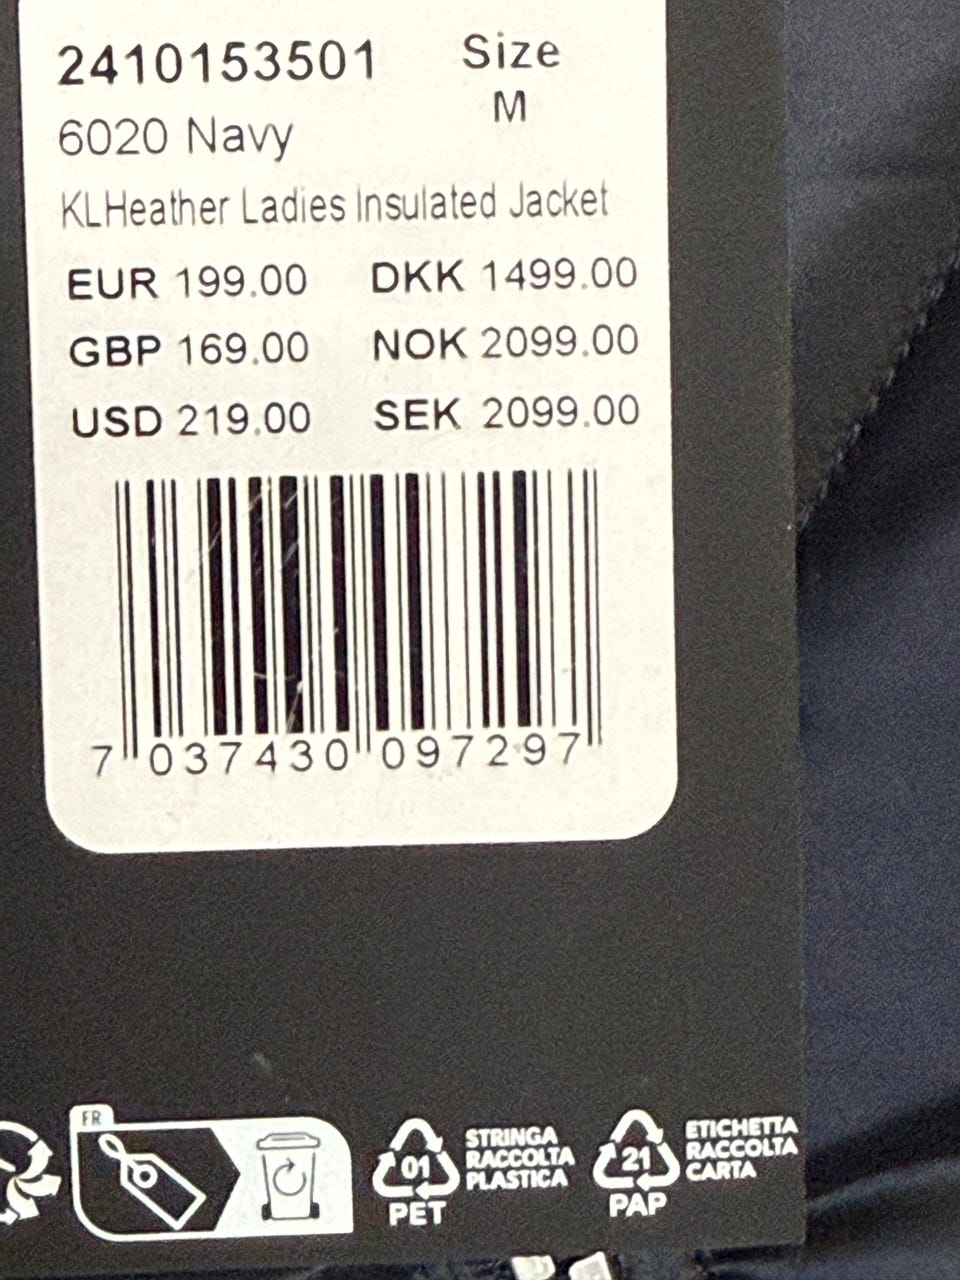 2410153501 Size
M
6020 Navy
KLHeather Ladies Insulated Jacket
EUR 199.00 DKK 1499.00
GBP 169.00 NOK 2099.00
USD 219.00 SEK 2099.00
7 037430 097297
FR
01
PET
STRINGA
RACCOLTA
PLASTICA
21
PAP
ETICHETTA
RACCOLTA
CARTA